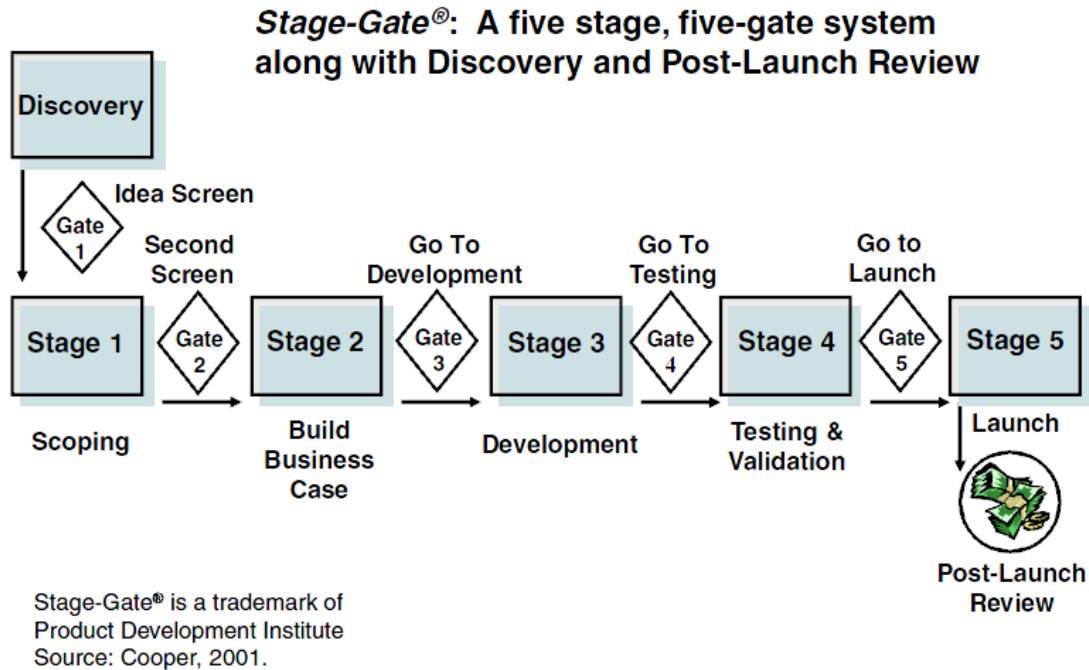 Stage-Gate®: A five stage, five-gate system
along with Discovery and Post-Launch Review
Discovery
Idea Screen
Gate
1
Second
Screen
Go To
Development
Go To
Testing
Go to
Launch
Stage 1
Gate
2
Stage 2
Gate
3
Stage 3
Gate
4
Stage 4
Gate
5
Stage 5
Scoping
Build
Business
Case
Development
Testing &
Validation
Launch
Post-Launch
Review
Stage-Gate® is a trademark of
Product Development Institute
Source: Cooper, 2001.